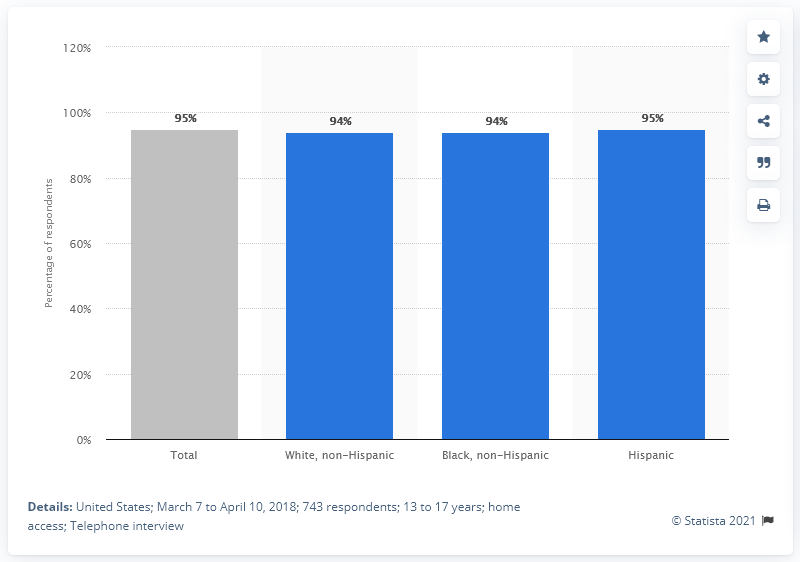 120%
100%
80%
60%
40%
20%
0%
Percentage of respondents
95%
94%
94%
95%
Total
White, non-Hispanic
Black, non-Hispanic
Hispanic
Details: United States; March 7 to April 10, 2018; 743 respondents; 13 to 17 years; home
access; Telephone interview
© Statista 2021